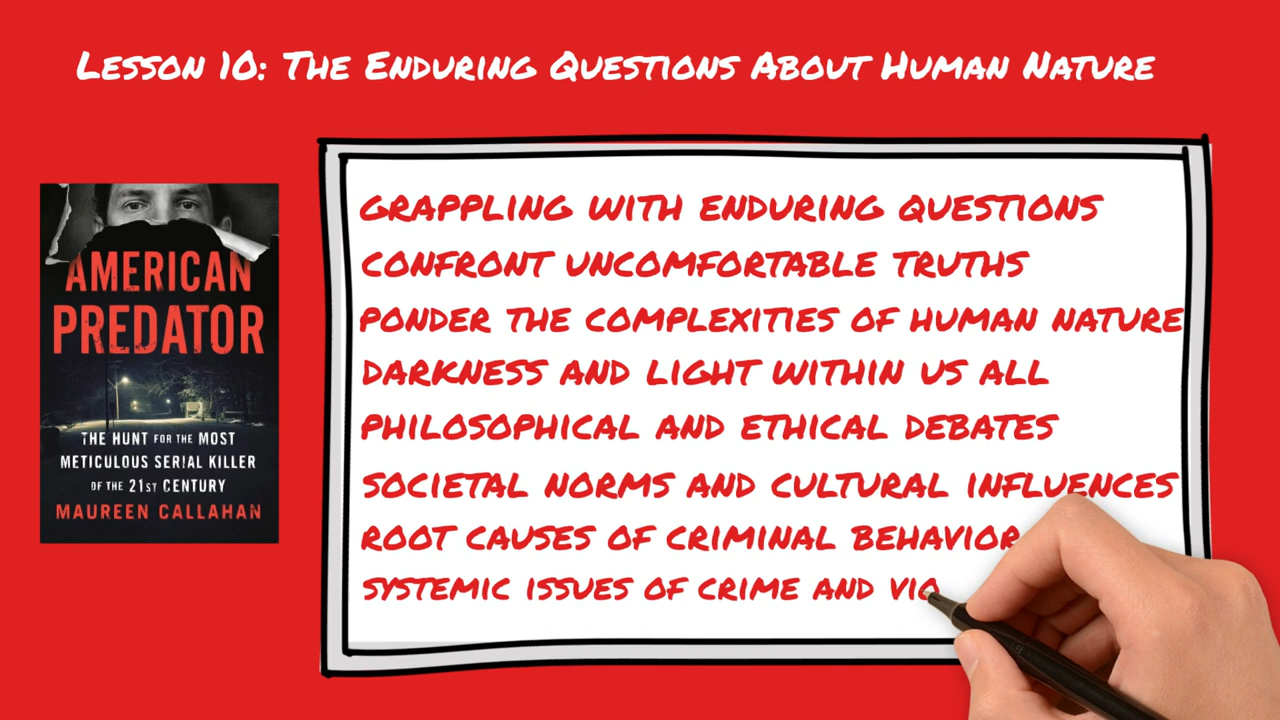 Lesson 10: The Enduring Questions About Human Nature
AMERICAN
PREDATOR
THE HUNT FOR THE MOST
METICULOUS SERIAL KILLER
OF THE 21ST CENTURY
MAUREEN CALLAHAN
GRAPPLING WITH ENDURING QUESTIONS
CONFRONT UNCOMFORTABLE TRUTHS
PONDER THE COMPLEXITIES OF HUMAN NATURE
DARKNESS AND LIGHT WITHIN US ALL
PHILOSOPHICAL AND ETHICAL DEBATES
SOCIETAL NORMS AND CULTURAL INFLUENCES
ROOT CAUSES OF CRIMINAL BEHAVIOR
SYSTEMIC ISSUES OF CRIME AND VIO